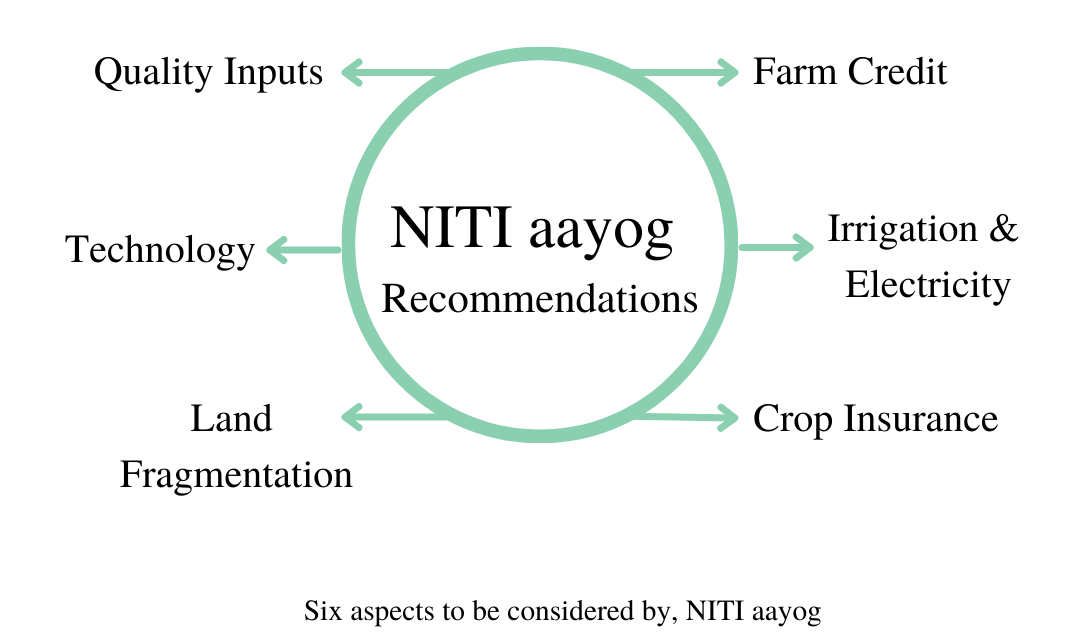 Quality Inputs
Farm Credit
NITI aayog
Recommendations
Technology
Irrigation &
Electricity
Land
Fragmentation
Crop Insurance
Six aspects to be considered by, NITI aayog